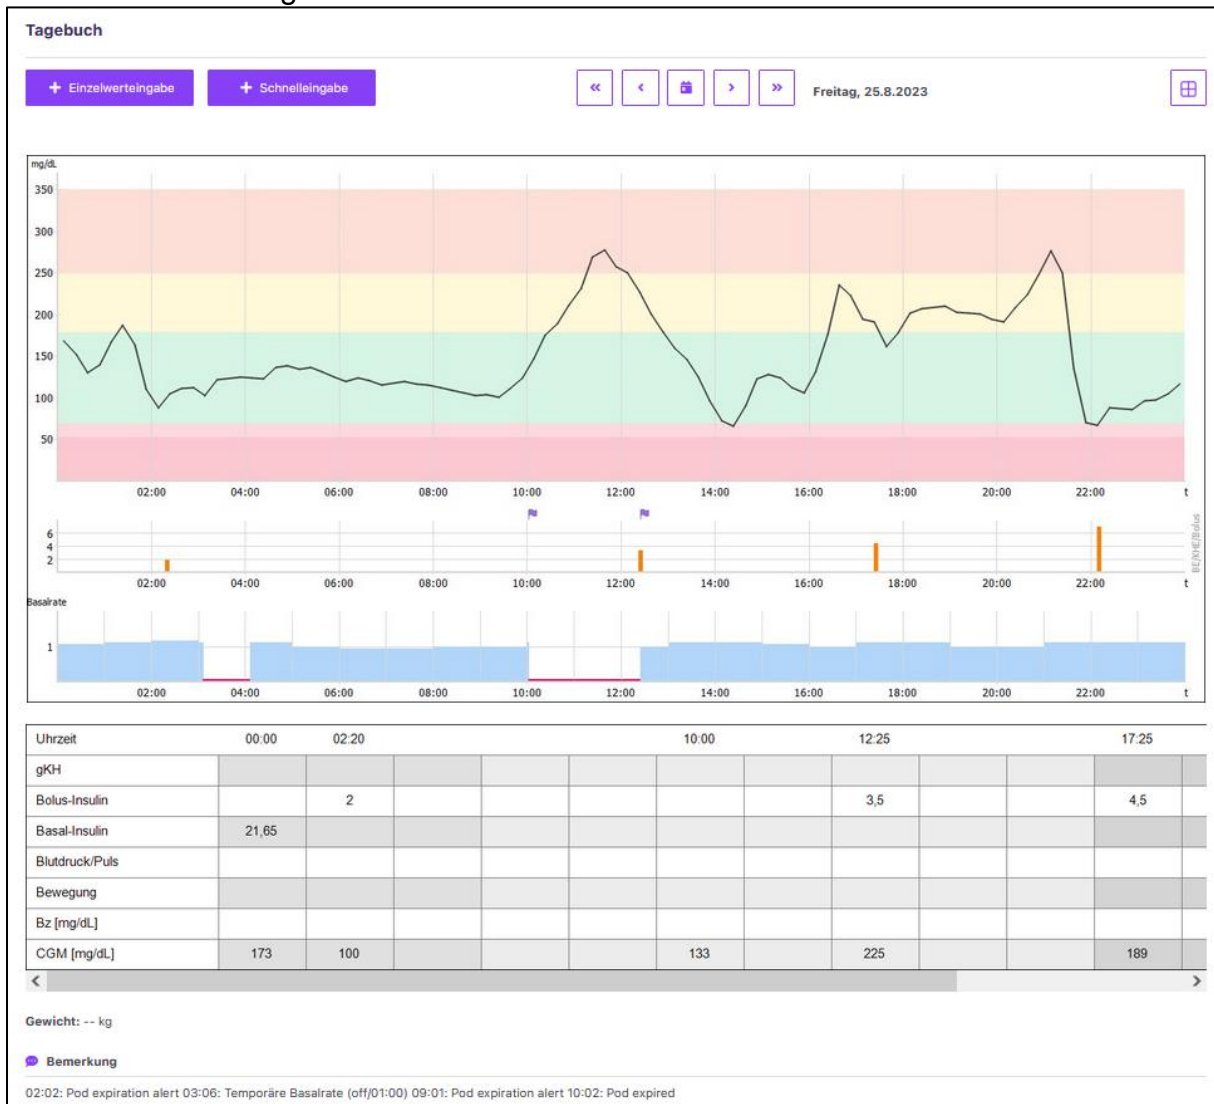 Tagebuch
+ Einzelwerteingabe + Schnelleingabe « < > » Freitag, 25.8.2023
mg/dL
350
300
250
200
150
100
50
02:00 04:00 06:00 08:00 10:00 12:00 14:00 16:00 18:00 20:00 22:00 t
6
4
2
BE/KHE/Bolus
02:00 04:00 06:00 08:00 10:00 12:00 14:00 16:00 18:00 20:00 22:00 t
Basalrate
1
02:00 04:00 06:00 08:00 10:00 12:00 14:00 16:00 18:00 20:00 22:00 t
Uhrzeit 00:00 02:20 10:00 12:25 17:25
gKH
Bolus-Insulin 2 3,5 4,5
Basal-Insulin 21,65
Blutdruck/Puls
Bewegung
Bz [mg/dL]
CGM [mg/dL] 173 100 133 225 189
Gewicht: -- kg
Bemerkung
02:02: Pod expiration alert 03:06: Temporäre Basalrate (off/01:00) 09:01: Pod expiration alert 10:02: Pod expired